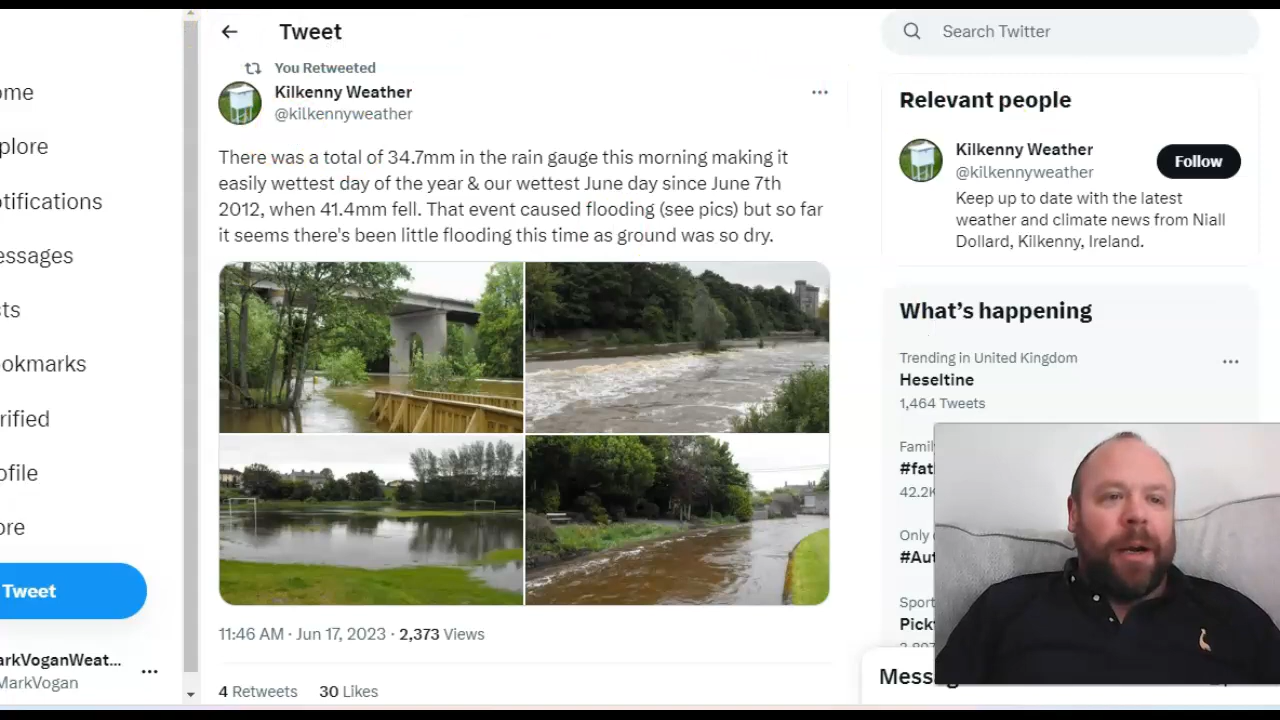 Tweet
You Retweeted
Kilkenny Weather
@kilkennyweather
There was a total of 34.7mm in the rain gauge this morning making it
easily wettest day of the year & our wettest June day since June 7th
2012, when 41.4mm fell. That event caused flooding (see pics) but so far
it seems there's been little flooding this time as ground was so dry.
11:46 AM · Jun 17, 2023 · 2,373 Views
4 Retweets 30 Likes
ome
plore
otifications
essages
sts
ookmarks
rified
ofile
ore
Tweet
arkVoganWeat...
MarkVogan
Search Twitter
Relevant people
Kilkenny Weather
@kilkennyweather
Follow
Keep up to date with the latest
weather and climate news from Niall
Dollard, Kilkenny, Ireland.
What's happening
Trending in United Kingdom
Heseltine
1,464 Tweets
Famil
#fat
42.2K
Only
#Aut
Sport
Pick
Mess